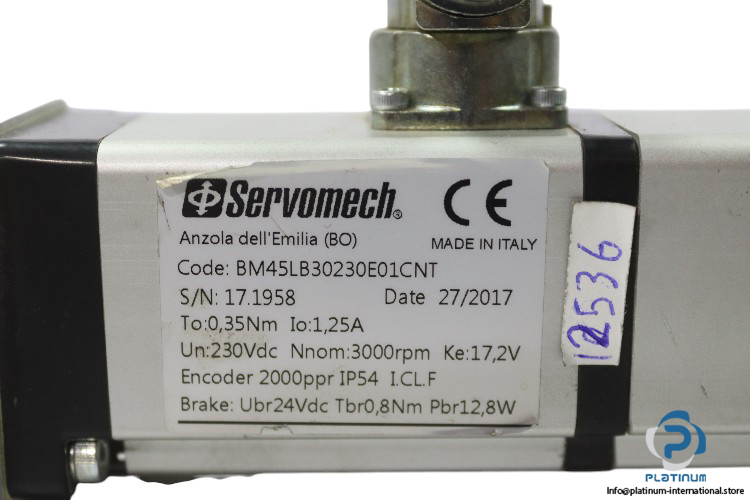 Servomech® CE
Anzola dell'Emilia (BO) MADE IN ITALY
Code: BM45LB30230E01CNT
S/N: 17.1958 Date 27/2017
To:0,35Nm Io:1,25A
Un:230Vdc Nnom:3000rpm Ke:17,2V
Encoder 2000ppr IP54 I.CL.F
Brake: Ubr24Vdc Tbr0,8Nm Pbr12,8W
12536
PLATINUM
Info@platinum-international.store